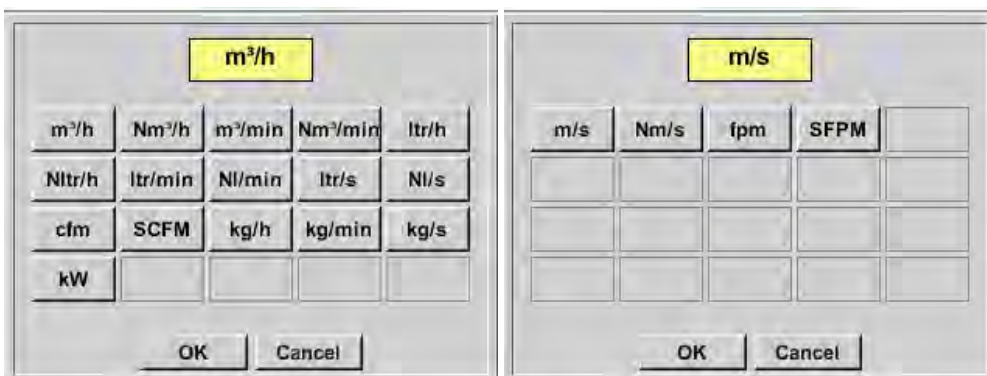 m³/h
m³/h Nm³/h m³/min Nm³/min ltr/h
Nltr/h ltr/min Nl/min ltr/s Nl/s
cfm SCFM kg/h kg/min kg/s
kW
OK Cancel
m/s
m/s Nm/s fpm SFPM
OK Cancel